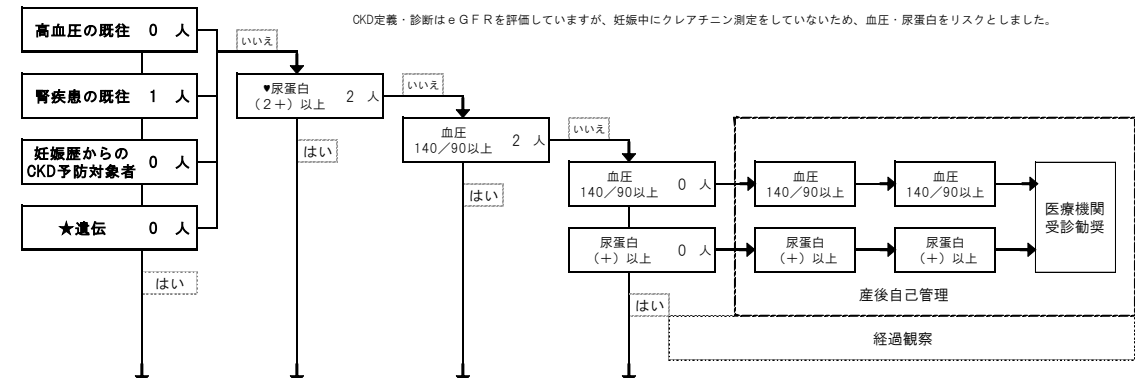 CKD定義・診断はeGFRを評価していますが、妊娠中にクレアチニン測定をしていないため、血圧・尿蛋白をリスクとしました。
高血圧の既往 0 人
いいえ
腎疾患の既往 1 人
♥尿蛋白
(2+)以上 2 人
いいえ
妊娠歴からの
CKD予防対象者 0 人
はい
血圧
140/90以上 2 人
いいえ
★遺伝 0 人
はい
はい
血圧
140/90以上 0 人
血圧
140/90以上
血圧
140/90以上
医療機関
受診勧奨
尿蛋白
(+)以上 0 人
尿蛋白
(+)以上
尿蛋白
(+)以上
はい
産後自己管理
経過観察